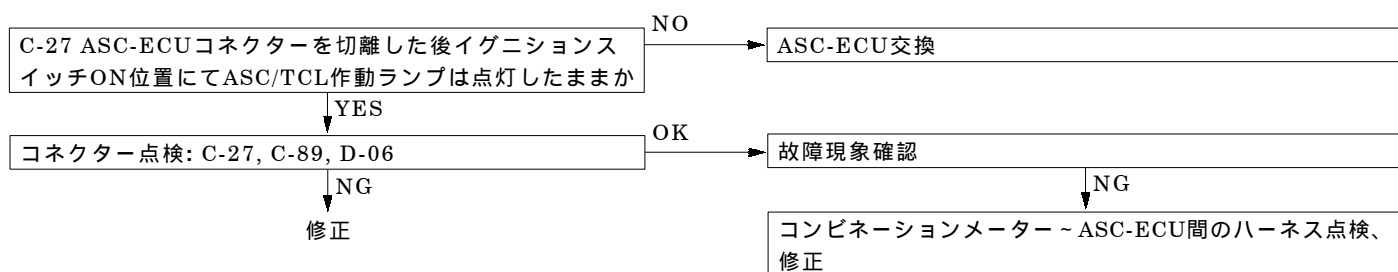 NO
C-27 ASC-ECUコネクターを切離した後イグニションス
イッチON位置にてASC/TCL作動ランプは点灯したままか
ASC-ECU交換
YES
OK
コネクター点検: C-27, C-89, D-06
故障現象確認
NG
NG
修正
コンビネーションメーター ~ ASC-ECU間のハーネス点検、
修正